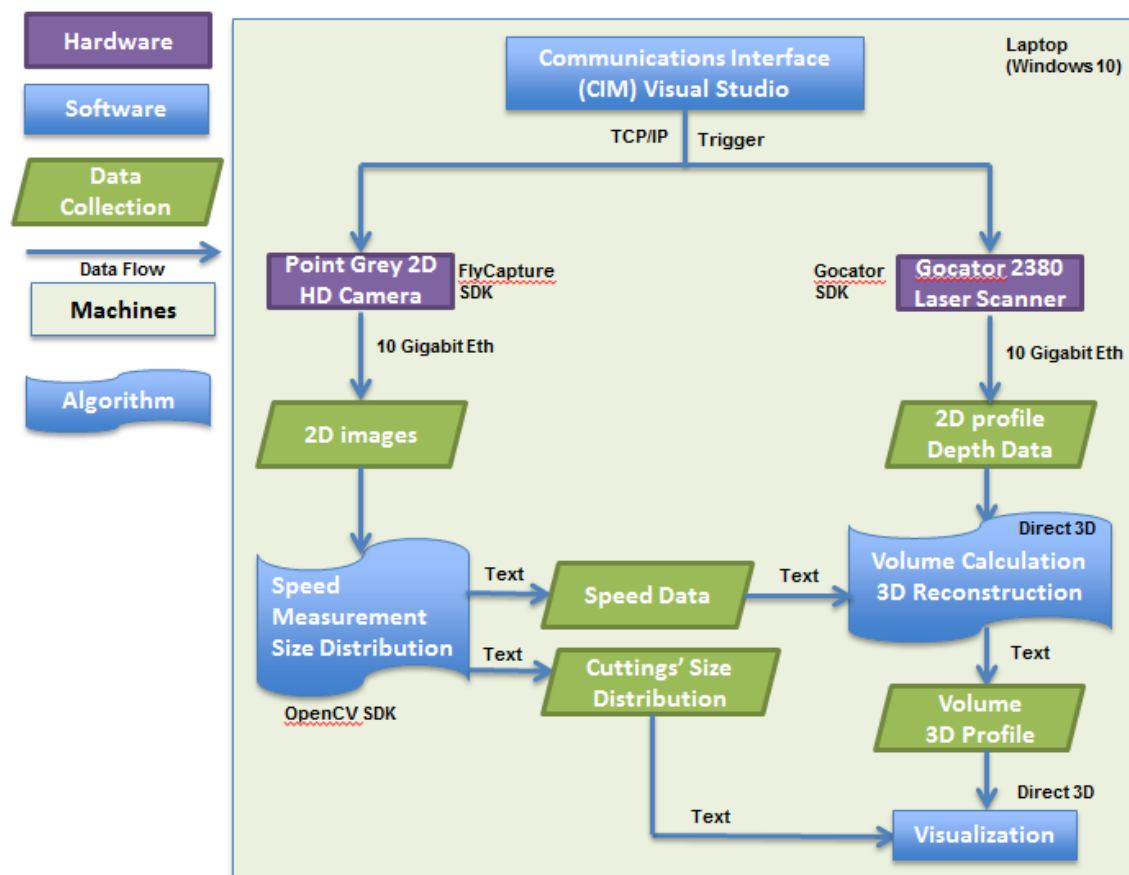 Hardware
Software
Data
Collection
Data Flow
Machines
Algorithm
Laptop
(Windows 10)
Communications Interface
(CIM) Visual Studio
TCP/IP
Trigger
Point Grey 2D
HD Camera
FlyCapture
SDK
Gocator
SDK
Gocator 2380
Laser Scanner
10 Gigabit Eth
10 Gigabit Eth
2D images
2D profile
Depth Data
Direct 3D
Volume Calculation
3D Reconstruction
Speed
Measurement
Size Distribution
OpenCV SDK
Text
Speed Data
Text
Text
Cuttings' Size
Distribution
Text
Volume
3D Profile
Direct 3D
Text
Visualization